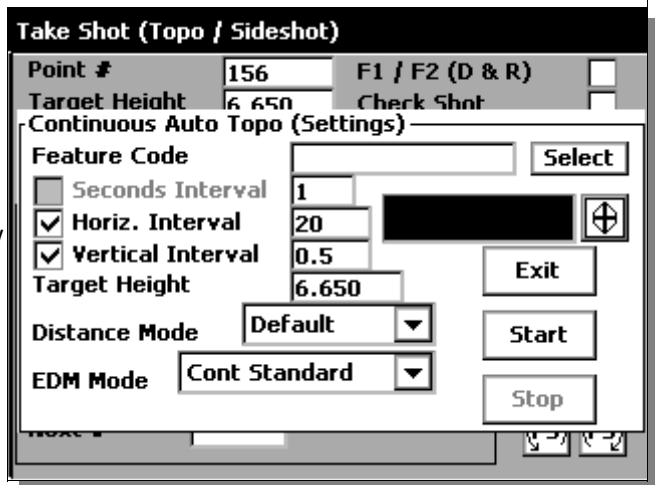 Take Shot (Topo / Sideshot)
Point # 156 F1 / F2 (D & R)
Target Height 6.650 Check Shot
Continuous Auto Topo (Settings)
Feature Code Select
Seconds Interval 1
Horiz. Interval 20
Vertical Interval 0.5
Target Height 6.650
Exit
Distance Mode Default
Start
EDM Mode Cont Standard
Stop